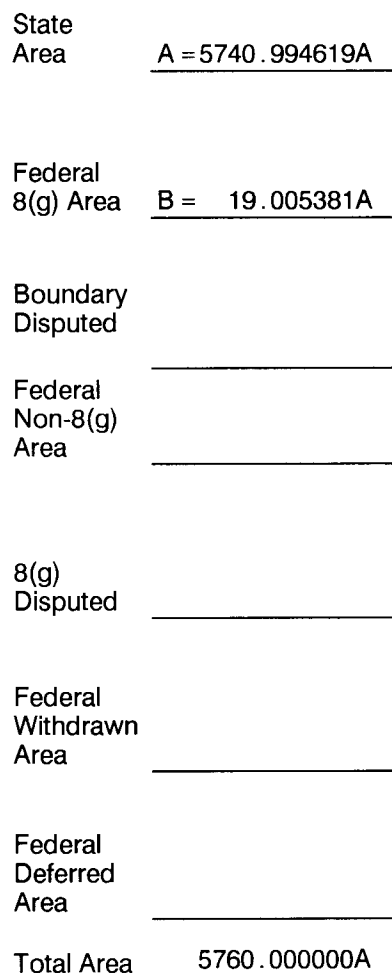 State
Area A =5740.994619A
Federal
8(g) Area B = 19.005381A
Boundary
Disputed
Federal
Non-8(g)
Area
8(g)
Disputed
Federal
Withdrawn
Area
Federal
Deferred
Area
Total Area 5760.000000A